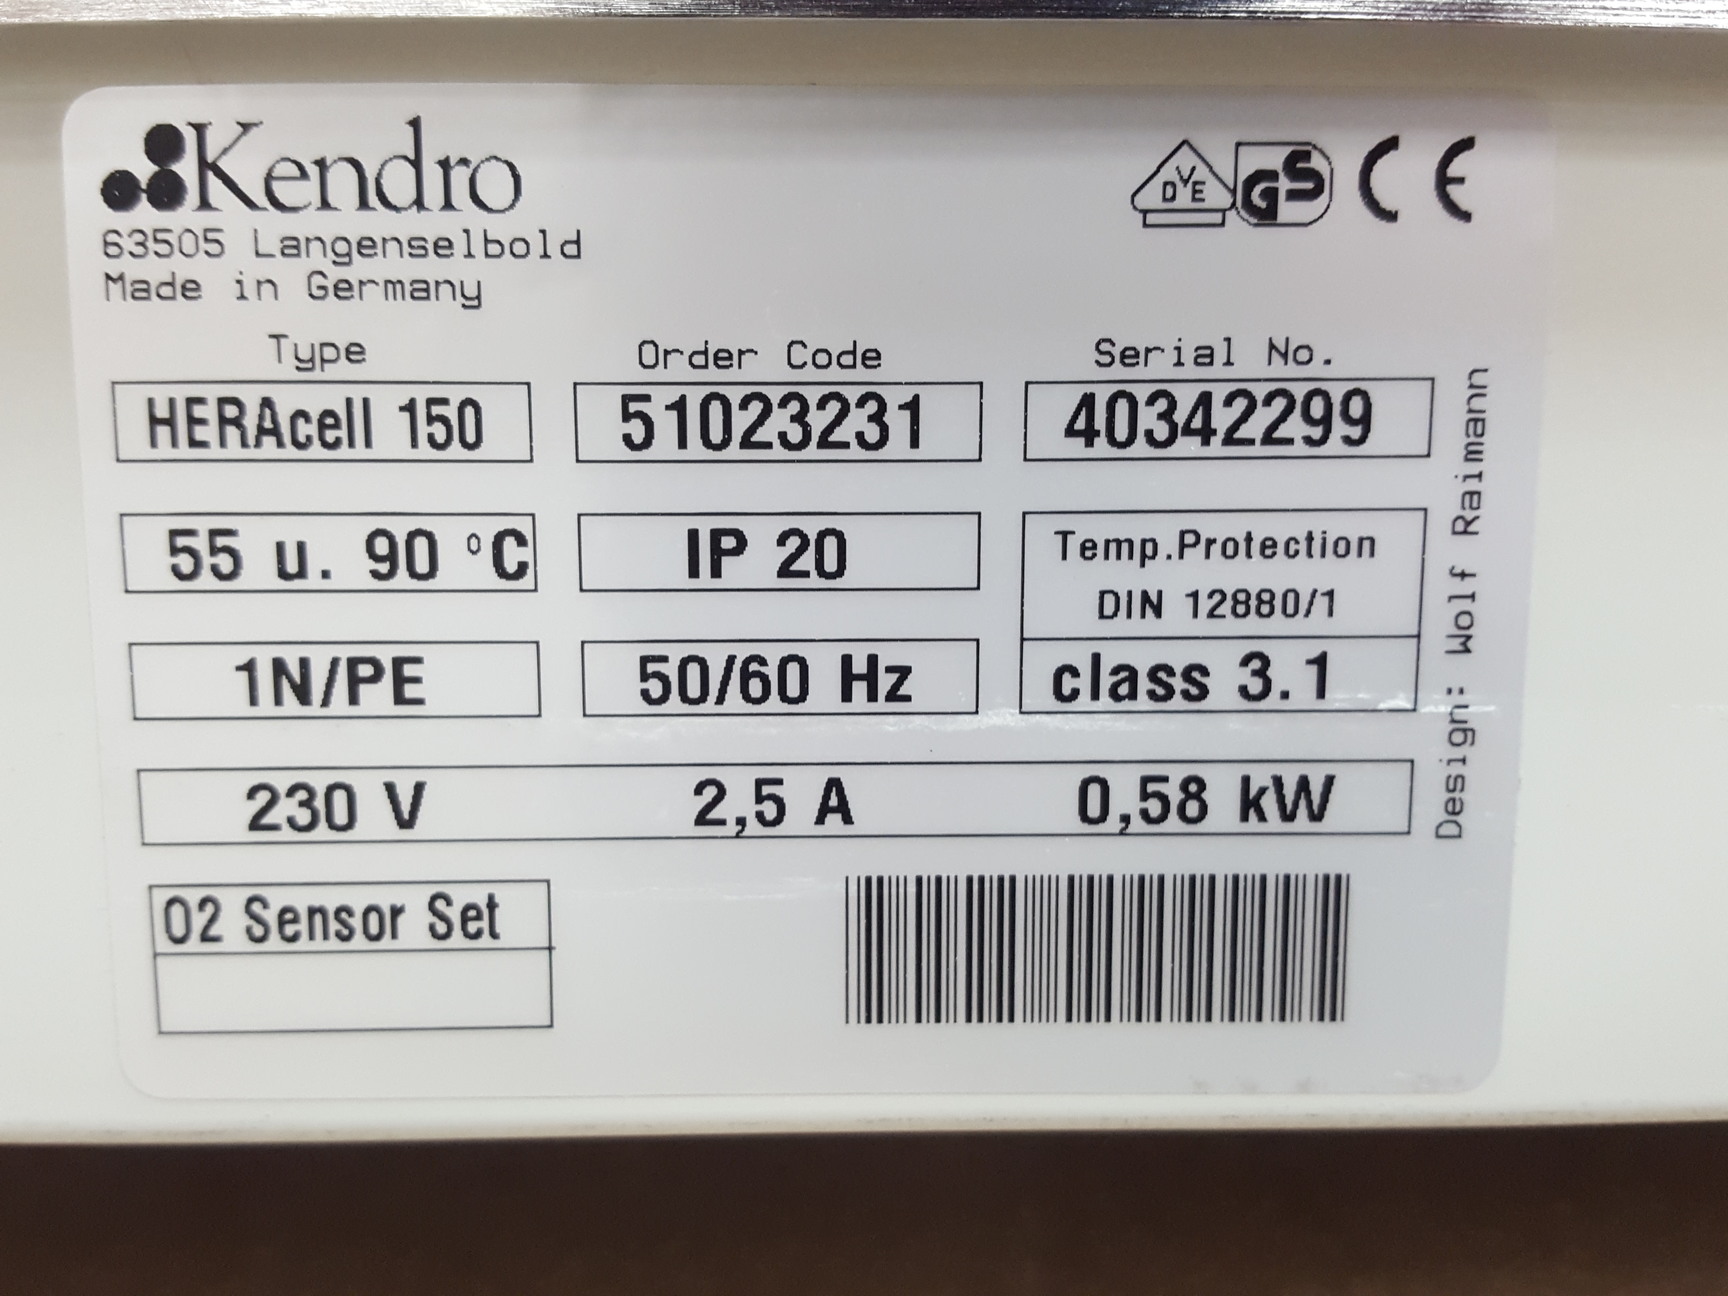 Kendro
63505 Langenselbold
Made in Germany
DVE GS CE
Type Order Code Serial No.
HERAcell 150 51023231 40342299
55 u. 90 °C IP 20 Temp.Protection
DIN 12880/1
1N/PE 50/60 Hz class 3.1
230 V 2,5 A 0,58 kW
O2 Sensor Set
Design: Wolf Raimann